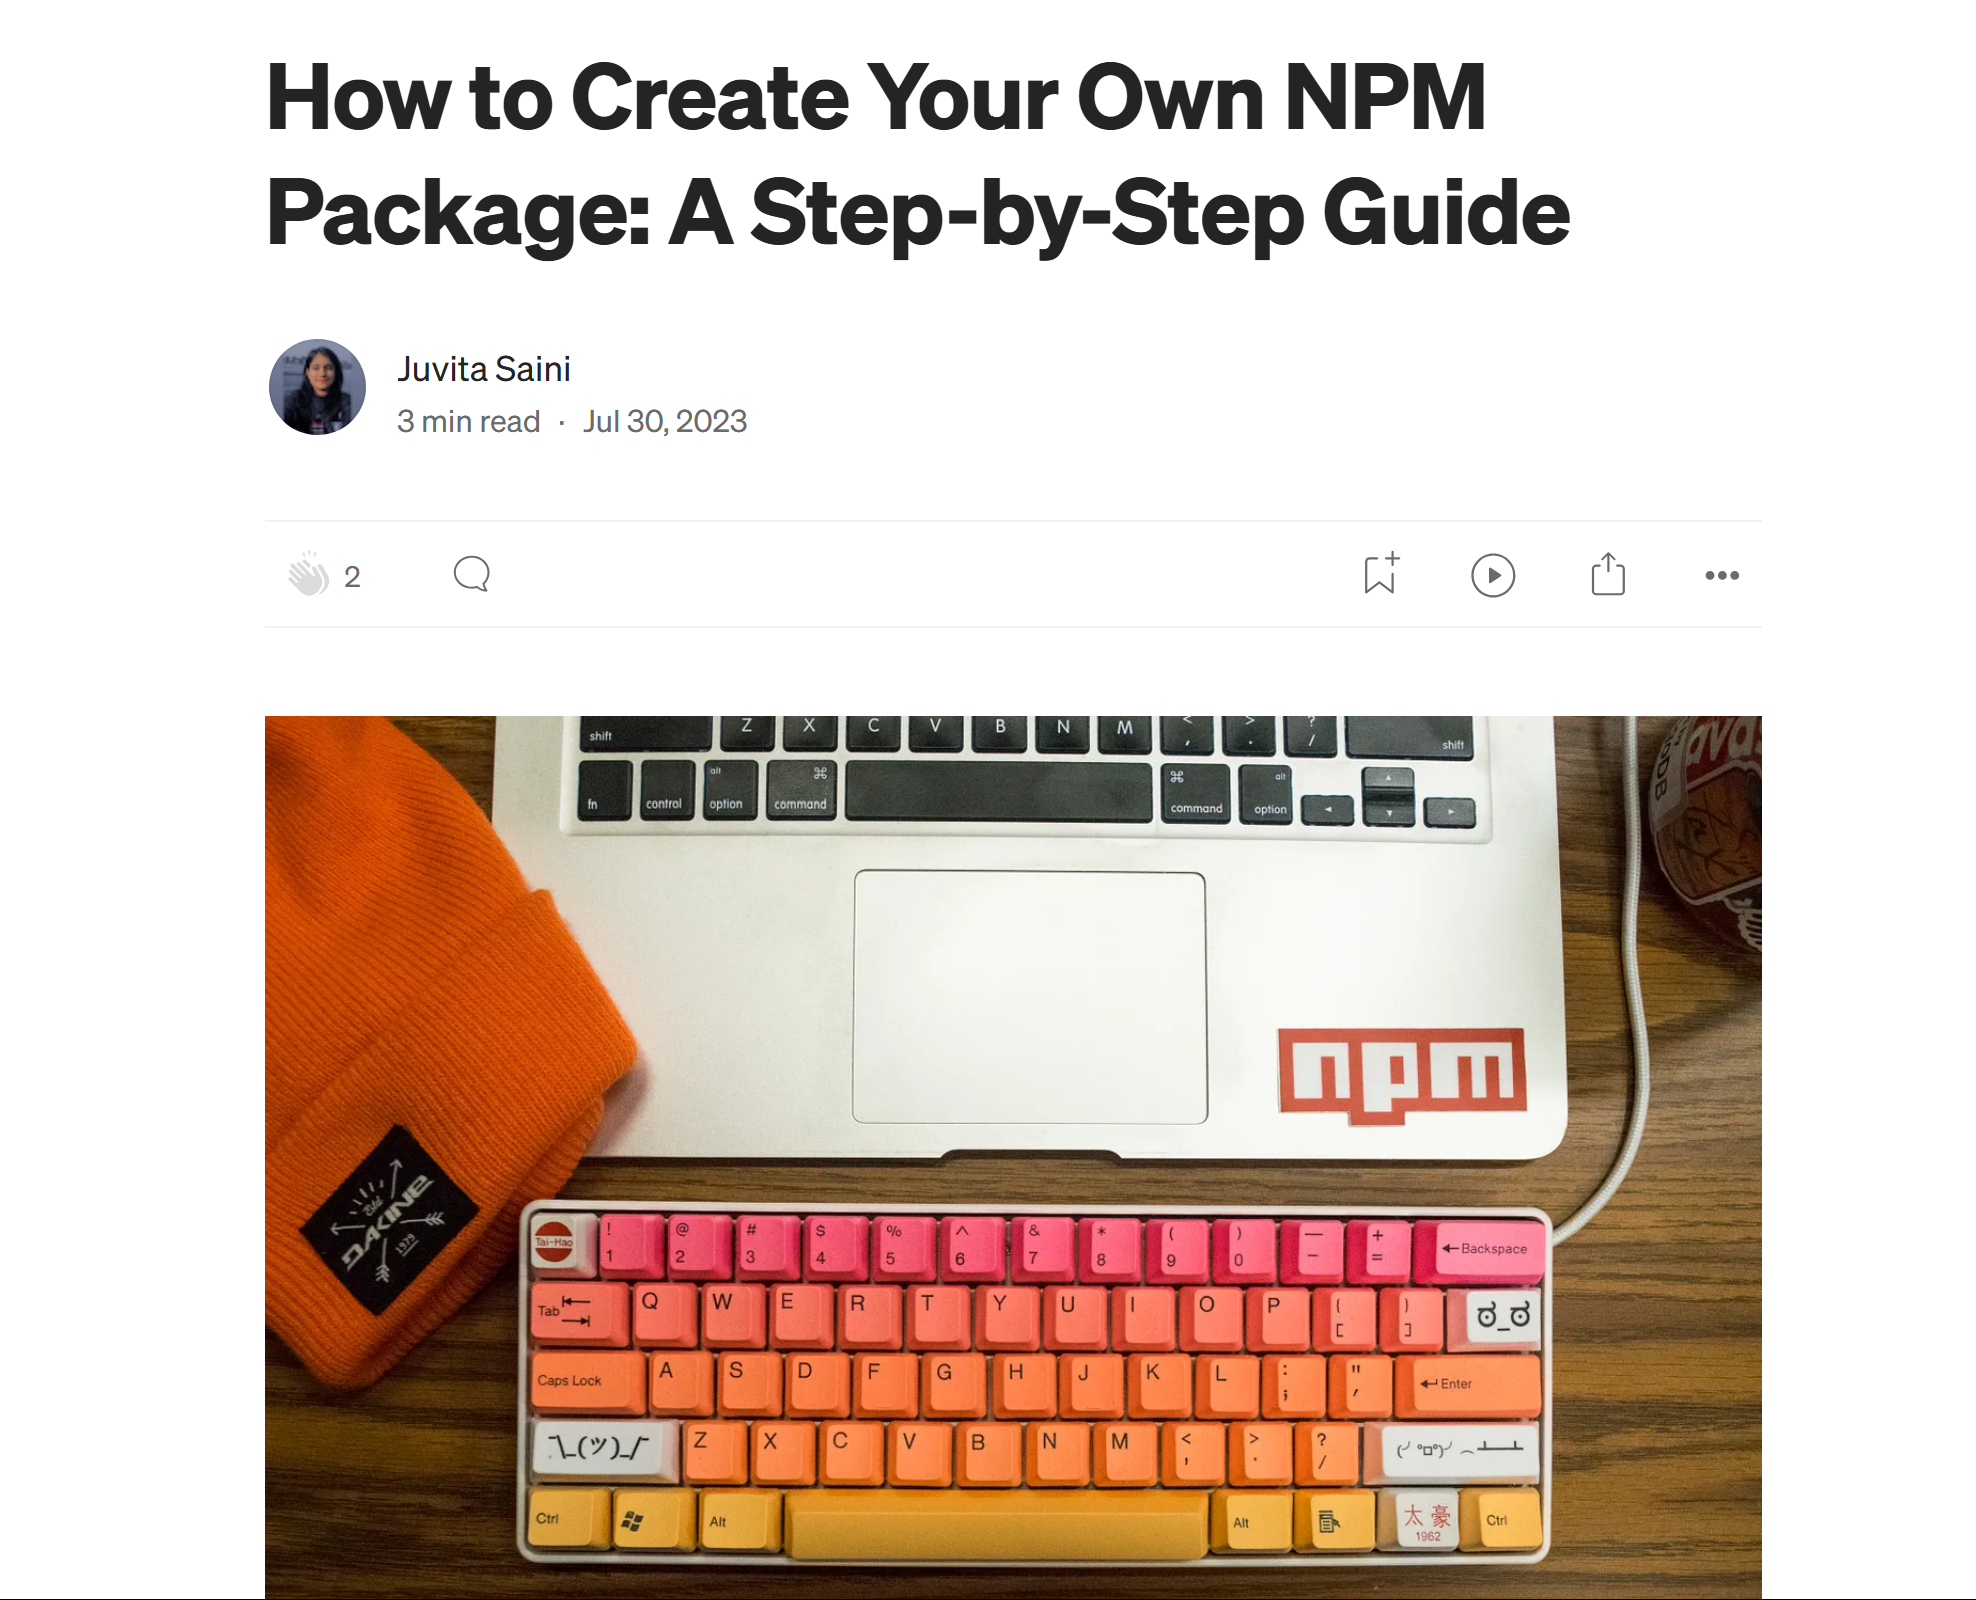 How to Create Your Own NPM
Package: A Step-by-Step Guide
Juvita Saini
3 min read · Jul 30, 2023
2
shift Z X C V B N M < , > . ? / shift
fn control alt option ⌘ command ⌘ command alt option
npm
DAKINE
Est
1979
Tai-Hao ! 1 @ 2 # 3 $ 4 % 5 ^ 6 & 7 * 8 ( 9 ) 0 — - + = ←Backspace
Tab Q W E R T Y U I O P { [ } ] ಠ_ಠ
Caps Lock A S D F G H J K L : ; " ' Enter
¯\_(ツ)_/¯ Z X C V B N M < , > . ? / (╯°□°)╯︵ ┻━┻
Ctrl Alt Alt 太豪 1962 Ctrl